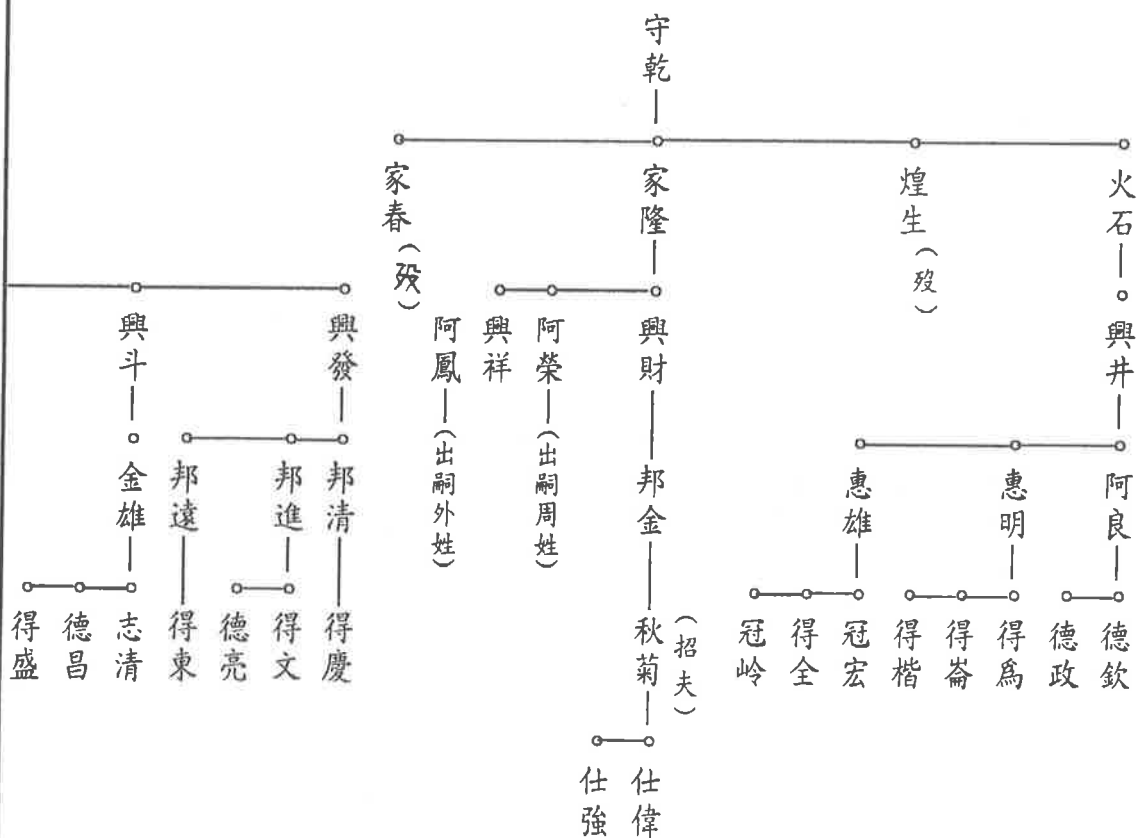 守乾
火石
煌生
(歿)
家隆
家春
(歿)
興井
興財
阿榮
(出嗣周姓)
興祥
阿鳳
(出嗣外姓)
興發
興斗
阿良
惠明
惠雄
邦金
邦清
邦進
邦遠
金雄
德欽
德政
得為
得崙
得楷
冠宏
得全
冠岭
(招夫)
秋菊
得慶
得文
德亮
得東
志清
德昌
得盛
仕偉
仕強